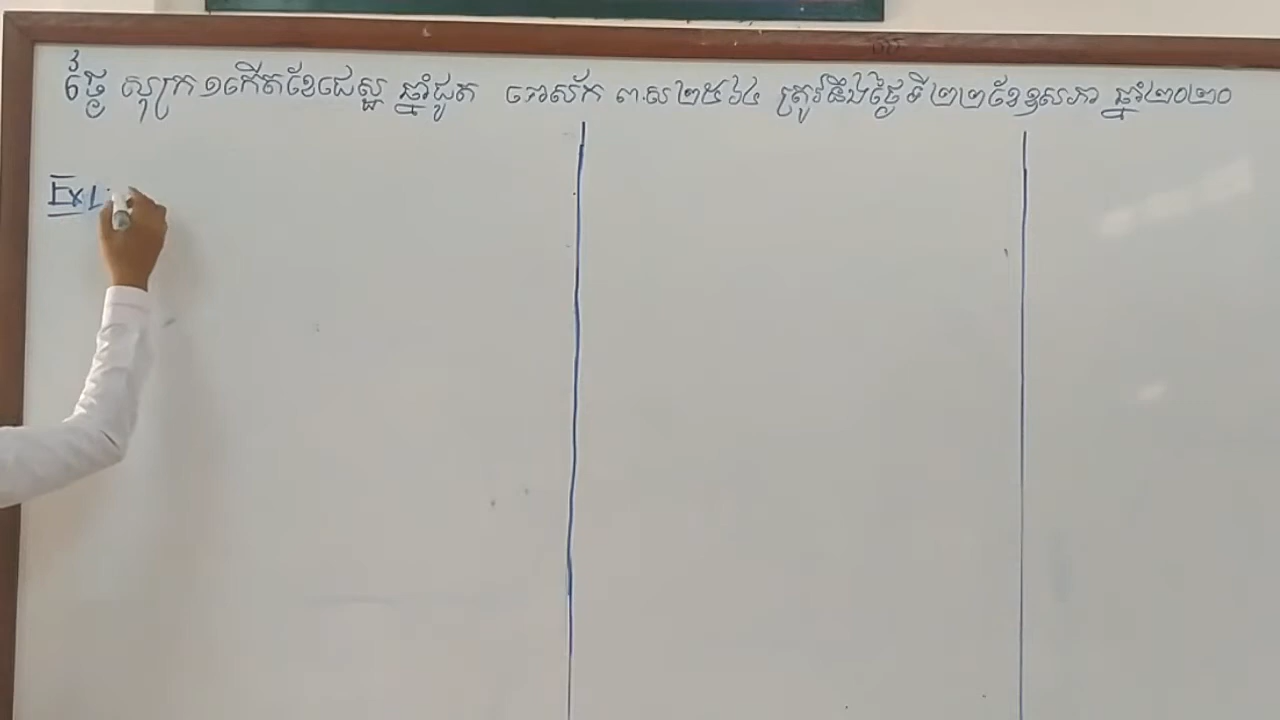 ថ្ងៃ សុក្រ ១កើតខែជេស្ឋ ឆ្នាំជូត ទោស័ក ព.ស ២៥៦៤ ត្រូវនឹងថ្ងៃទី២២ខែឧសភា ឆ្នាំ២០២០
Ex1: